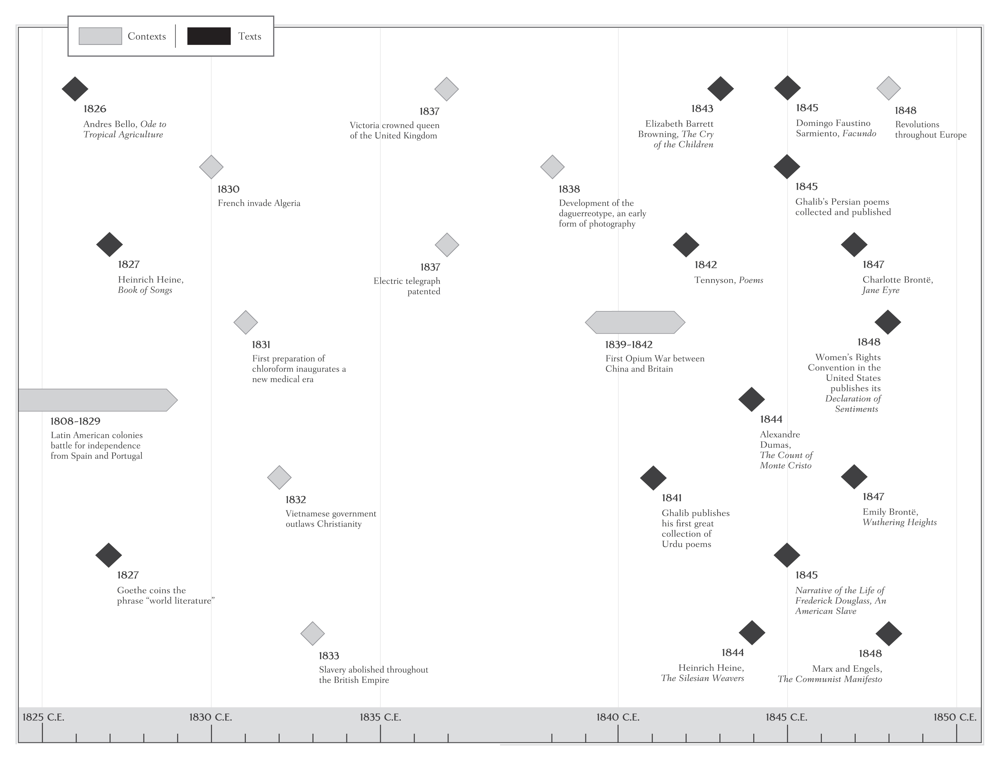 Contexts
Texts
1826
Andres Bello, Ode to
Tropical Agriculture
1837
Victoria crowned queen
of the United Kingdom
1843
Elizabeth Barrett
Browning, The Cry
of the Children
1845
Domingo Faustino
Sarmiento, Facundo
1848
Revolutions
throughout Europe
1830
French invade Algeria
1838
Development of the
daguerreotype, an early
form of photography
1845
Ghalib’s Persian poems
collected and published
1827
Heinrich Heine,
Book of Songs
1837
Electric telegraph
patented
1842
Tennyson, Poems
1847
Charlotte Brontë,
Jane Eyre
1831
First preparation of
chloroform inaugurates a
new medical era
1839-1842
First Opium War between
China and Britain
1848
Women’s Rights
Convention in the
United States
publishes its
Declaration of
Sentiments
1808-1829
Latin American colonies
battle for independence
from Spain and Portugal
1844
Alexandre
Dumas,
The Count of
Monte Cristo
1832
Vietnamese government
outlaws Christianity
1841
Ghalib publishes
his first great
collection of
Urdu poems
1847
Emily Brontë,
Wuthering Heights
1827
Goethe coins the
phrase “world literature”
1845
Narrative of the Life of
Frederick Douglass, An
American Slave
1833
Slavery abolished throughout
the British Empire
1844
Heinrich Heine,
The Silesian Weavers
1848
Marx and Engels,
The Communist Manifesto
1825 C.E.
1830 C.E.
1835 C.E.
1840 C.E.
1845 C.E.
1850 C.E.